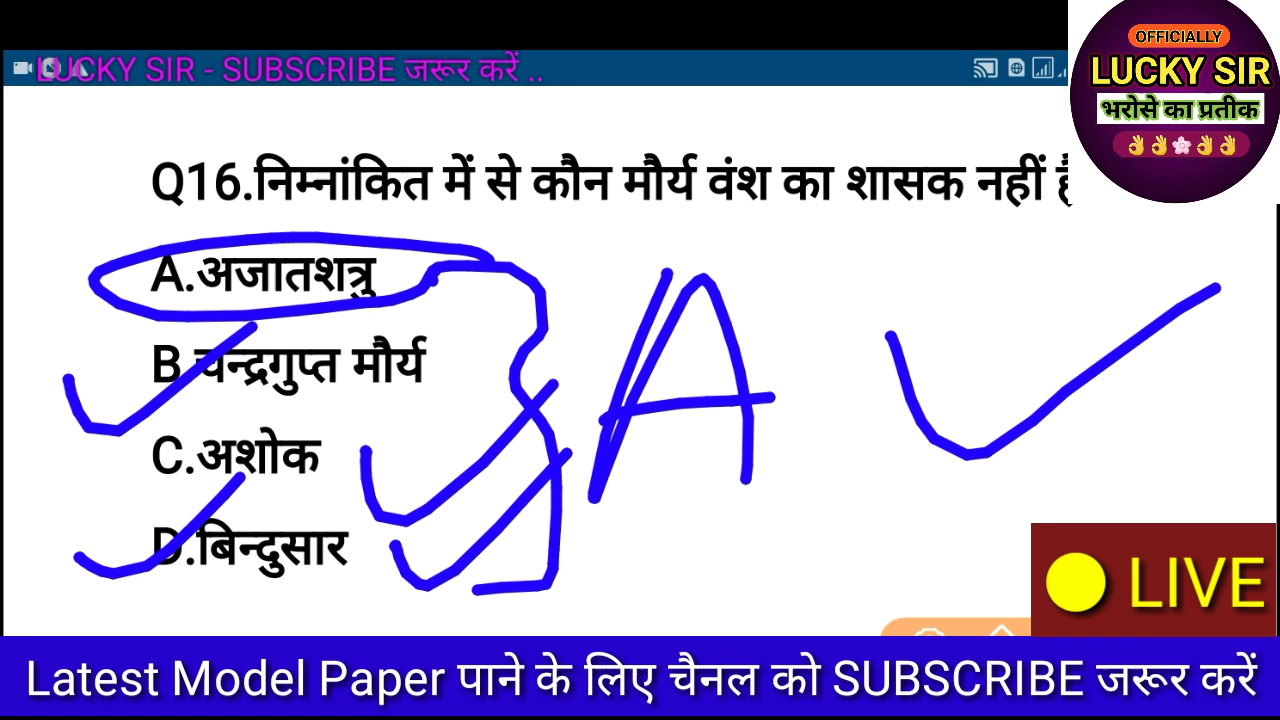 LUCKY SIR - SUBSCRIBE जरूर करें ..
OFFICIALLY
LUCKY SIR
भरोसे का प्रतीक
Q16.निम्नांकित में से कौन मौर्य वंश का शासक नहीं
A.अजातशत्रु
B.चन्द्रगुप्त मौर्य
C.अशोक
D.बिन्दुसार
A
LIVE
Latest Model Paper पाने के लिए चैनल को SUBSCRIBE जरूर करें